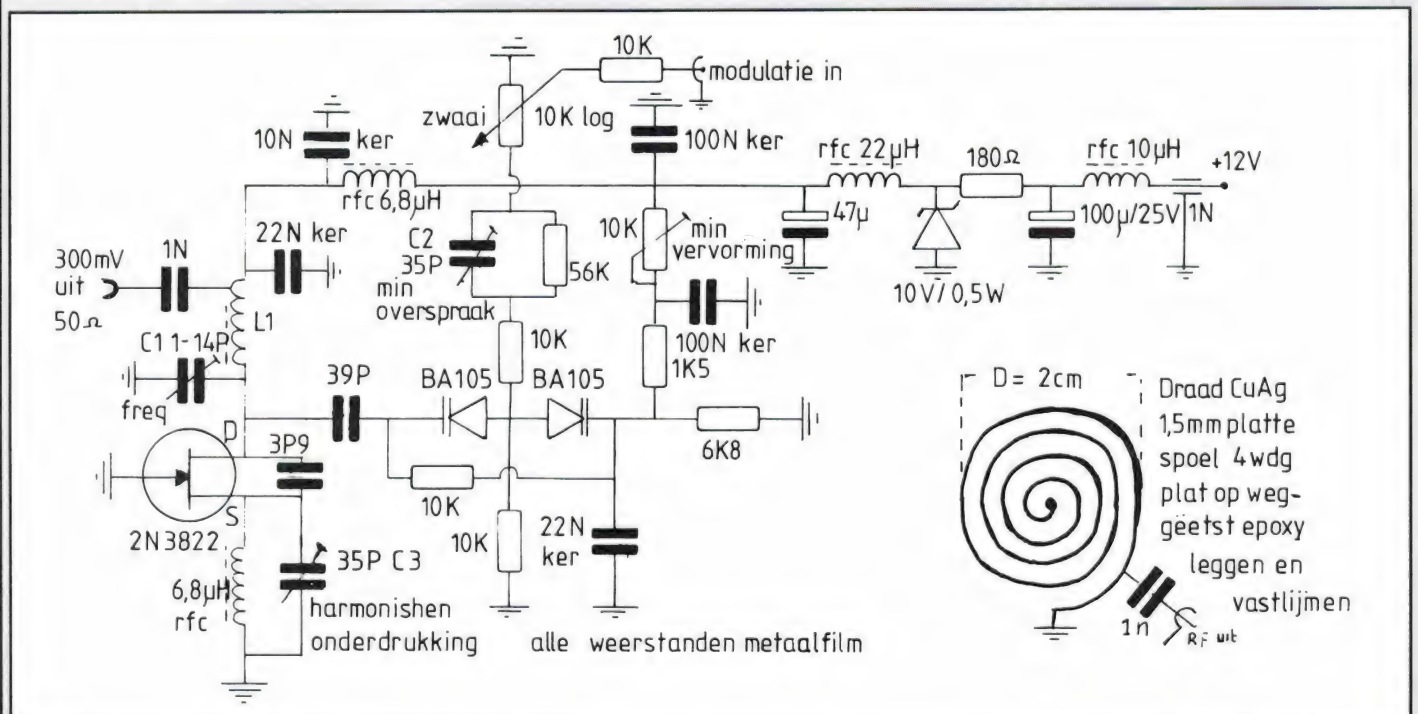 10K
modulatie in
zwaai
10K log
10N
ker
100N ker
rfc 22µH
180Ω
rfc 10µH
+12V
rfc 6,8µH
C2
35P
56K
min
overspraak
10K
min
vervorming
47µ
100µ/25V
1N
10V/0,5W
300mV
uit
50Ω
1N
22N ker
L1
C1 1-14P
freq
39P
BA105
BA105
10K
100N ker
1K5
6K8
D
3P9
S
2N3822
10K
10K
22N
ker
6,8µH
rfc
35P C3
harmonishen
onderdrukking
alle weerstanden metaalfilm
D= 2cm
Draad CuAg
1,5mm platte
spoel 4wdg
plat op weg-
gëetst epoxy
leggen en
vastlijmen
1n
RF uit